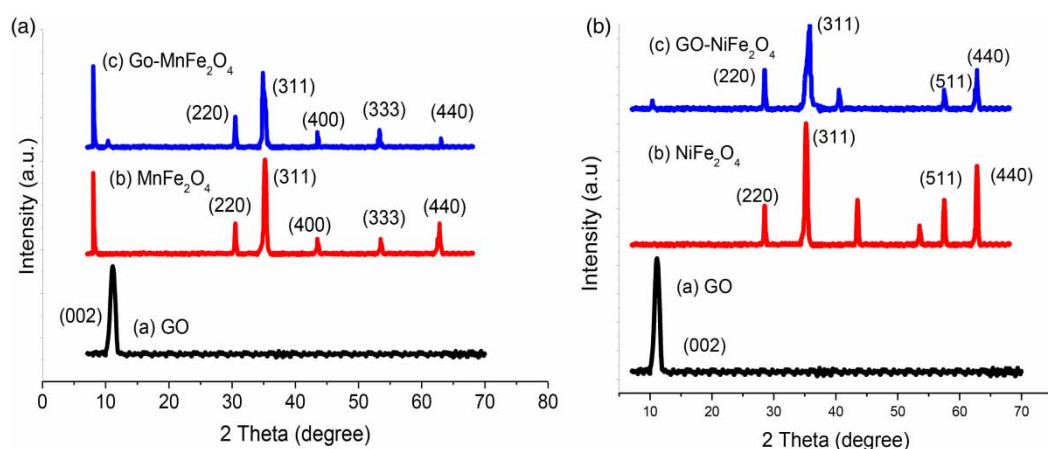 (a)
(c) Go-MnFe₂O₄
(220)
(311)
(400)
(333)
(440)
(b) MnFe₂O₄
(220)
(311)
(400)
(333)
(440)
(002)
(a) GO
Intensity (a.u.)
0 10 20 30 40 50 60 70 80
2 Theta (degree)
(b)
(c) GO-NiFe₂O₄
(220)
(311)
(511)
(440)
(b) NiFe₂O₄
(220)
(311)
(511)
(440)
(a) GO
(002)
Intensity (a.u)
10 20 30 40 50 60 70
2 Theta (degree)